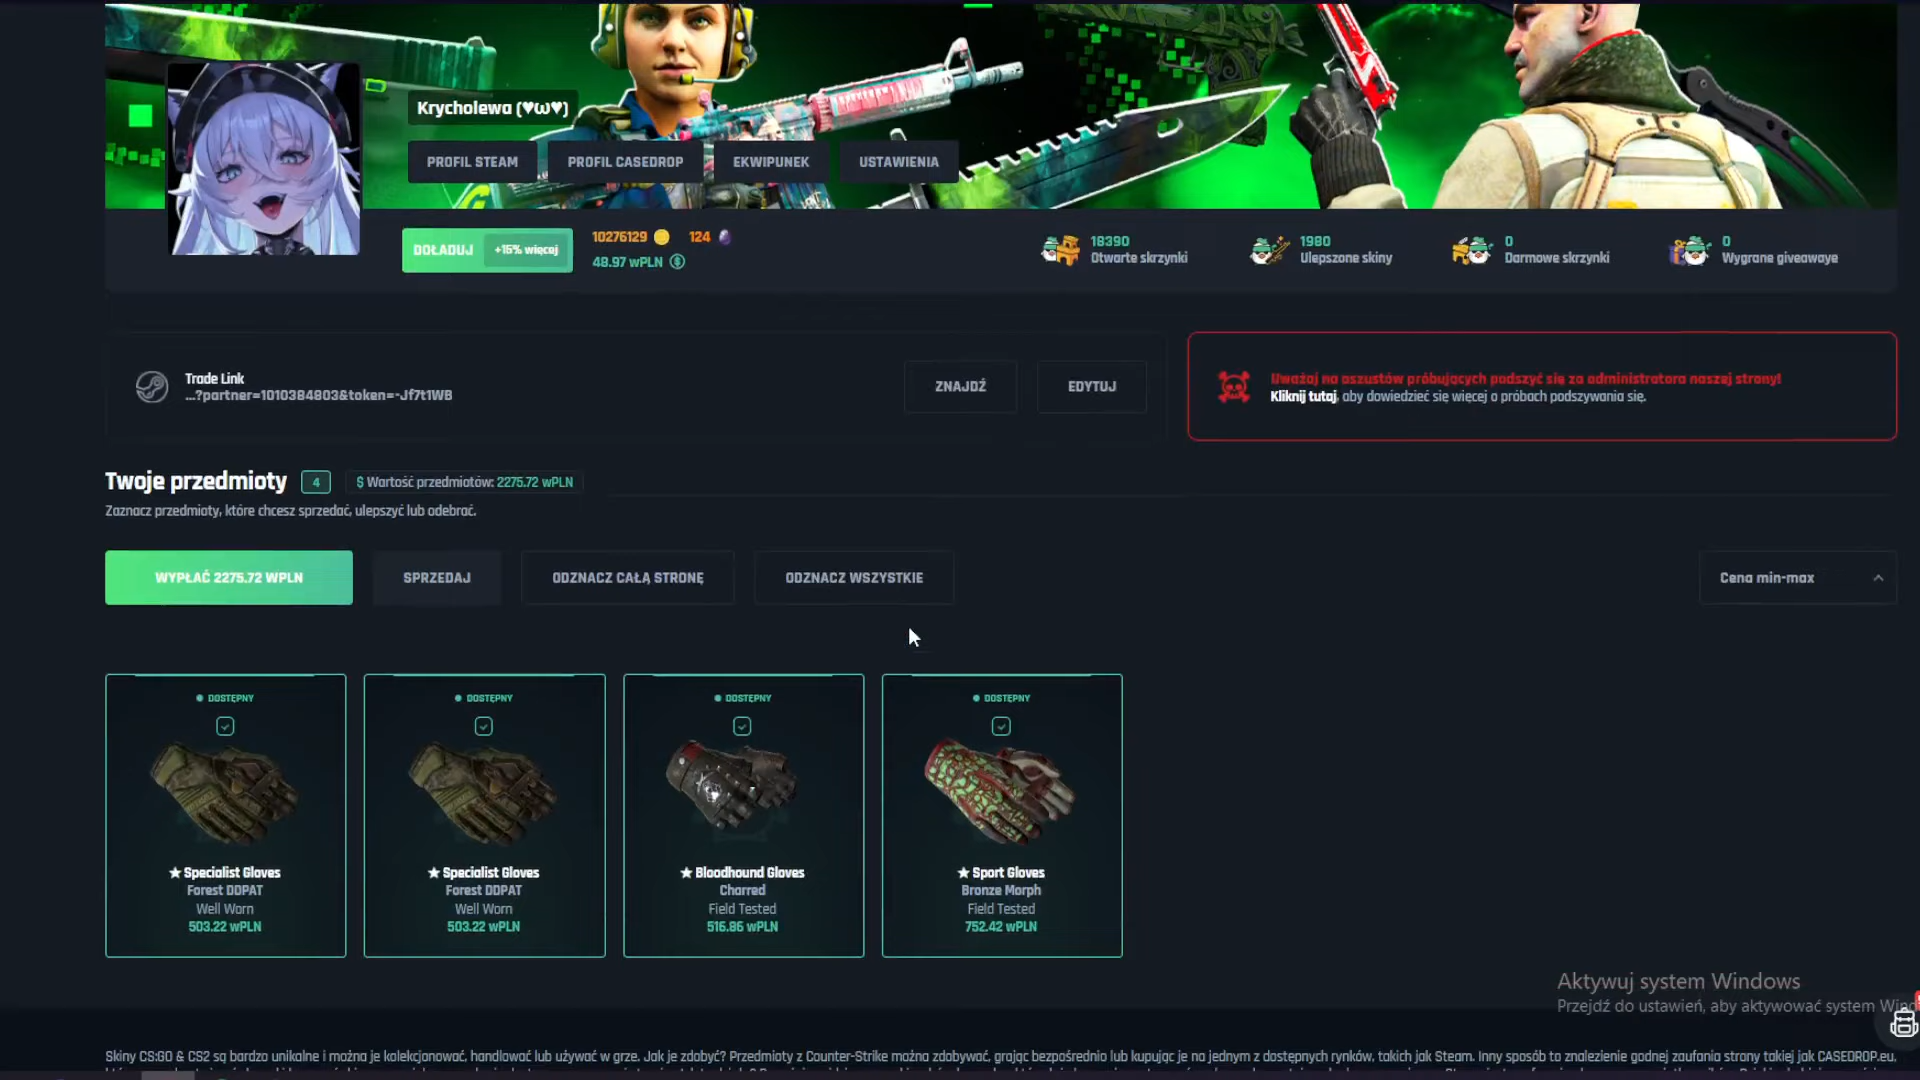 Krycholewa (♥ω♥)
PROFIL STEAM
PROFIL CASEDROP
EKWIPUNEK
USTAWIENIA
DOŁADUJ
+15% więcej
10276129
124
48.97 wPLN
18390
Otwarte skrzynki
1980
Ulepszone skiny
0
Darmowe skrzynki
0
Wygrane giveawaye
Trade Link
...?partner=1010384803&token=-Jf7t1WB
ZNAJDŹ
EDYTUJ
Uważaj na oszustów próbujących podszyć się za administratora naszej strony!
Kliknij tutaj, aby dowiedzieć się więcej o próbach podszywania się.
Twoje przedmioty
4
$ Wartość przedmiotów: 2275.72 wPLN
Zaznacz przedmioty, które chcesz sprzedać, ulepszyć lub odebrać.
WYPŁAĆ 2275.72 WPLN
SPRZEDAJ
ODZNACZ CAŁĄ STRONĘ
ODZNACZ WSZYSTKIE
Cena min-max
DOSTĘPNY
★ Specialist Gloves
Forest DDPAT
Well Worn
503.22 wPLN
DOSTĘPNY
★ Specialist Gloves
Forest DDPAT
Well Worn
503.22 wPLN
DOSTĘPNY
★ Bloodhound Gloves
Charred
Field Tested
516.86 wPLN
DOSTĘPNY
★ Sport Gloves
Bronze Morph
Field Tested
752.42 wPLN
Aktywuj system Windows
Przejdź do ustawień, aby aktywować system Win
Skiny CS:GO & CS2 są bardzo unikalne i można je kolekcjonować, handlować lub używać w grze. Jak je zdobyć? Przedmioty z Counter-Strike można zdobywać, grając bezpośrednio lub kupując je na jednym z dostępnych rynków, takich jak Steam. Inny sposób to znalezienie godnej zaufania strony takiej jak CASEDROP.eu,